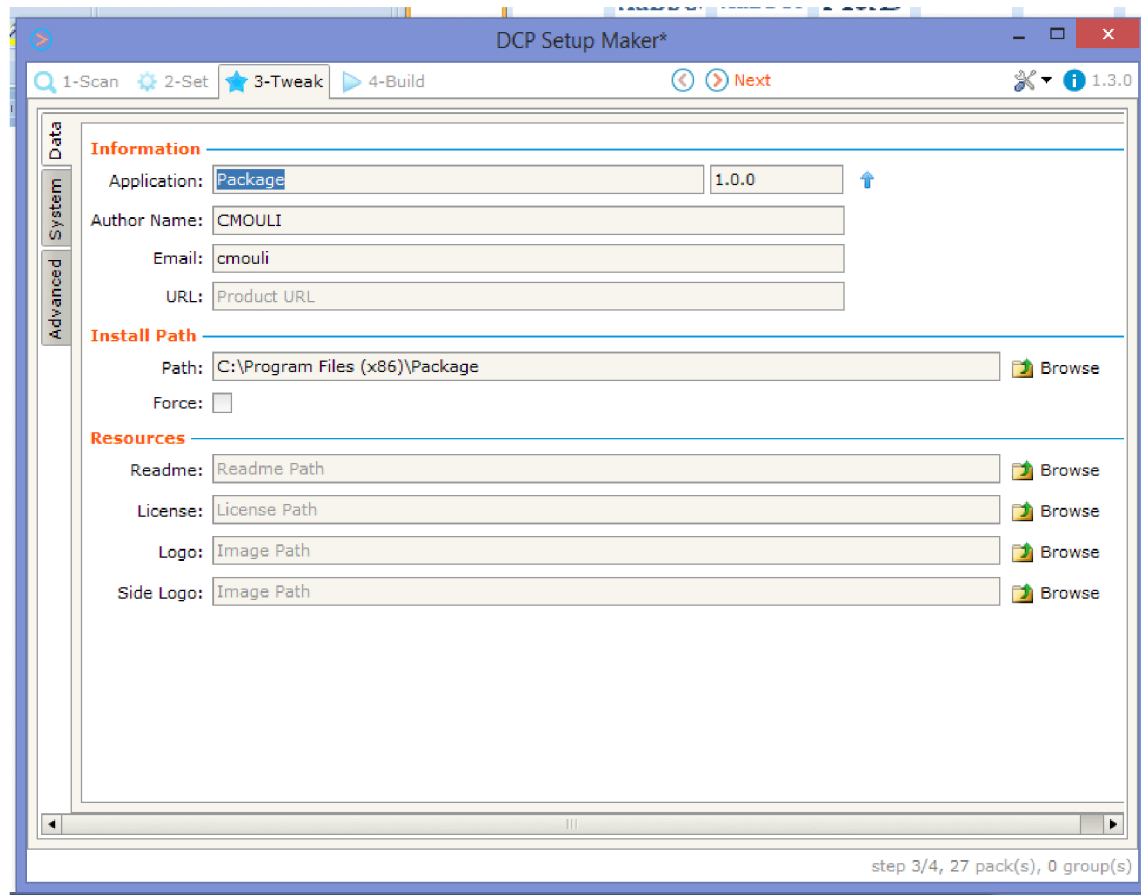 DCP Setup Maker*
1-Scan 2-Set 3-Tweak 4-Build Next 1.3.0
Data
System
Advanced
Information
Application: Package 1.0.0
Author Name: CMOULI
Email: cmouli
URL: Product URL
Install Path
Path: C:\Program Files (x86)\Package Browse
Force:
Resources
Readme: Readme Path Browse
License: License Path Browse
Logo: Image Path Browse
Side Logo: Image Path Browse
step 3/4, 27 pack(s), 0 group(s)